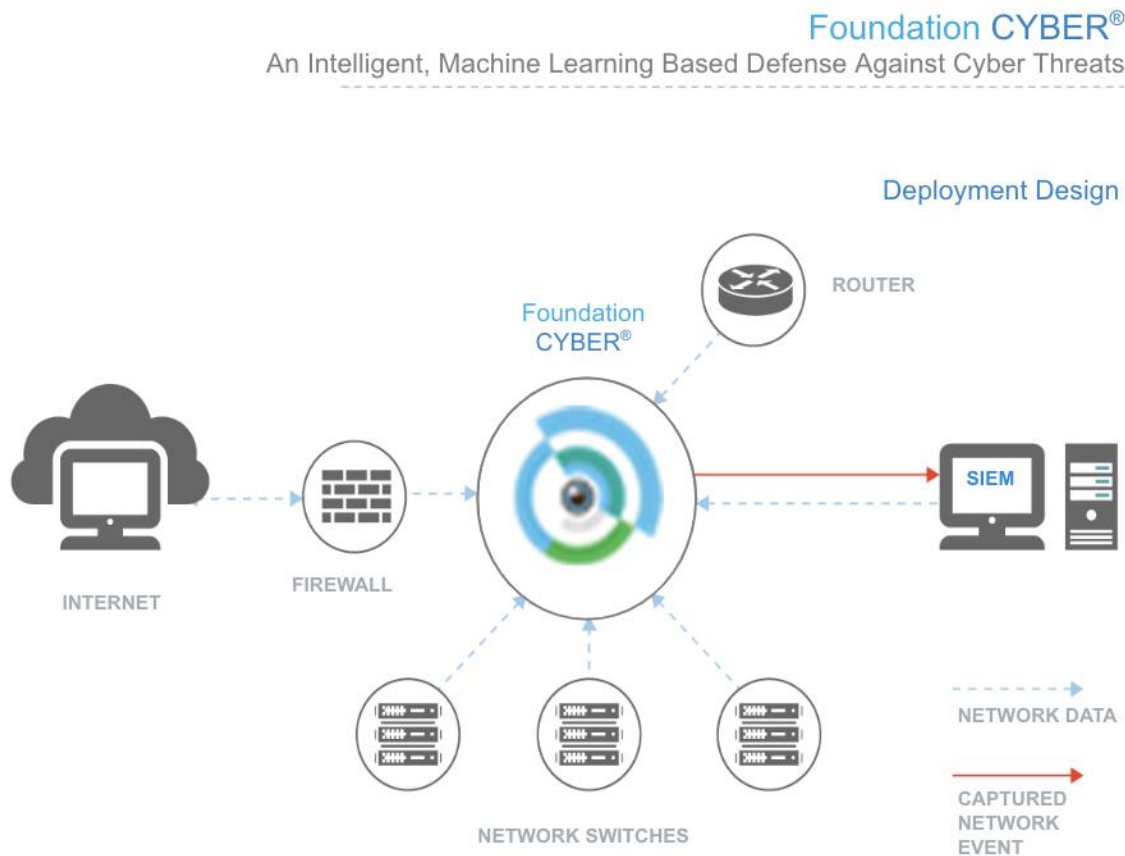 Foundation CYBER®
An Intelligent, Machine Learning Based Defense Against Cyber Threats
Deployment Design
ROUTER
Foundation
CYBER®
SIEM
FIREWALL
INTERNET
NETWORK DATA
CAPTURED
NETWORK
EVENT
NETWORK SWITCHES